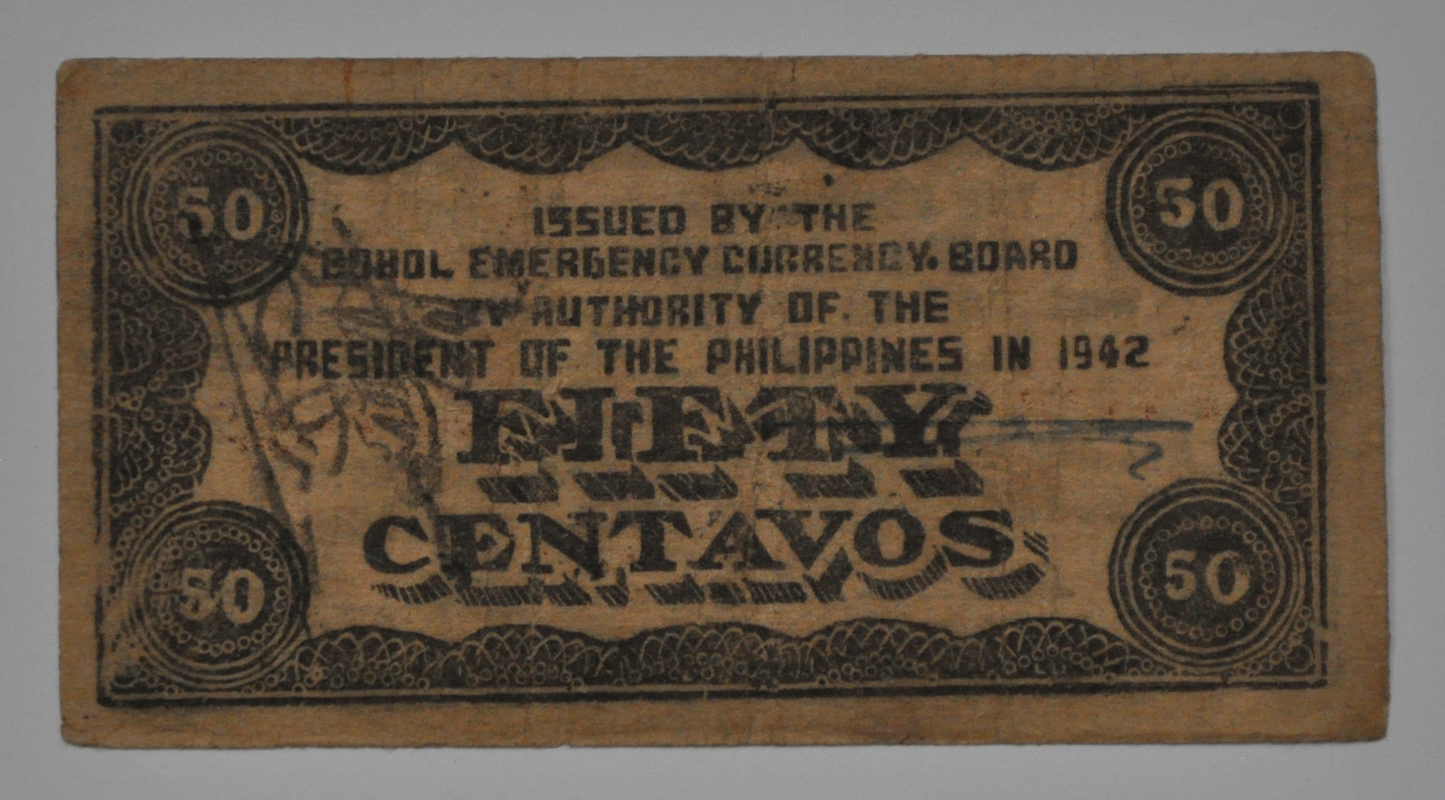 50 50
ISSUED BY THE
BOHOL EMERGENCY CURRENCY. BOARD
BY AUTHORITY OF. THE
PRESIDENT OF THE PHILIPPINES IN 1942
FIFTY
CENTAVOS
50 50